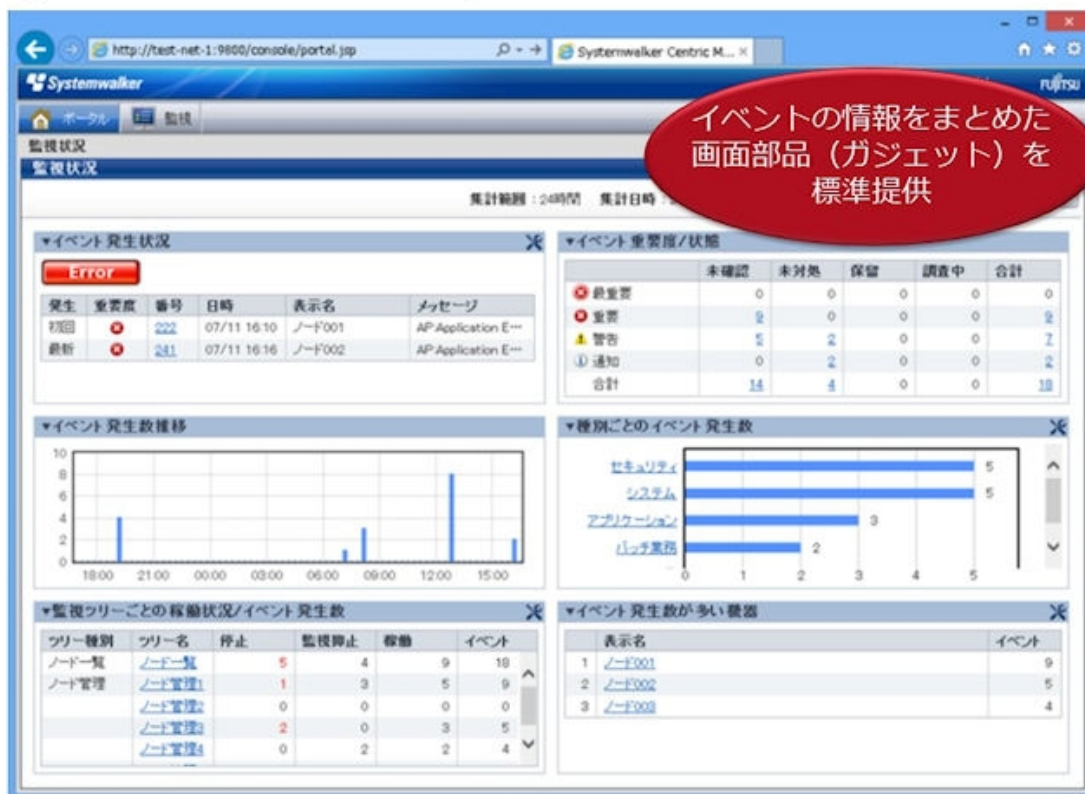 http://test-net-1:9800/console/portal.jsp
Systemwalker Centric M...
Systemwalker
FUJITSU
ポータル 監視
イベントの情報をまとめた
画面部品（ガジェット）を
標準提供
監視状況
監視状況
集計範囲：24時間 集計日時：
▼イベント発生状況
Error
発生 重要度 番号 日時 表示名 メッセージ
初回 222 07/11 16:10 ノード001 AP:Application E…
最新 241 07/11 16:16 ノード002 AP:Application E…
▼イベント重要度/状態
未確認 未対処 保留 調査中 合計
最重要 0 0 0 0 0
重要 9 0 0 0 9
警告 5 2 0 0 7
通知 0 2 0 0 2
合計 14 4 0 0 18
▼イベント発生数推移
10
8
6
4
2
0
18:00 21:00 00:00 03:00 06:00 09:00 12:00 15:00
▼種別ごとのイベント発生数
セキュリティ 5
システム 5
アプリケーション 3
バッチ業務 2
0 1 2 3 4 5
▼監視ツリーごとの稼働状況/イベント発生数
ツリー種別 ツリー名 停止 監視抑止 稼働 イベント
ノード一覧 ノード一覧 5 4 9 18
ノード管理 ノード管理1 1 3 5 9
ノード管理2 0 0 0 0
ノード管理3 2 0 3 5
ノード管理4 0 2 2 4
▼イベント発生数が多い機器
表示名 イベント
1 ノード001 9
2 ノード002 5
3 ノード003 4